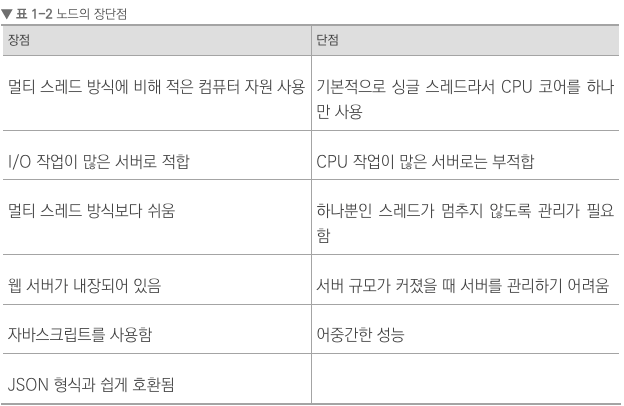 ▼ 표 1-2 노드의 장단점
장점
단점
멀티 스레드 방식에 비해 적은 컴퓨터 자원 사용
기본적으로 싱글 스레드라서 CPU 코어를 하나
만 사용
I/O 작업이 많은 서버로 적합
CPU 작업이 많은 서버로는 부적합
멀티 스레드 방식보다 쉬움
하나뿐인 스레드가 멈추지 않도록 관리가 필요
함
웹 서버가 내장되어 있음
서버 규모가 커졌을 때 서버를 관리하기 어려움
자바스크립트를 사용함
어중간한 성능
JSON 형식과 쉽게 호환됨